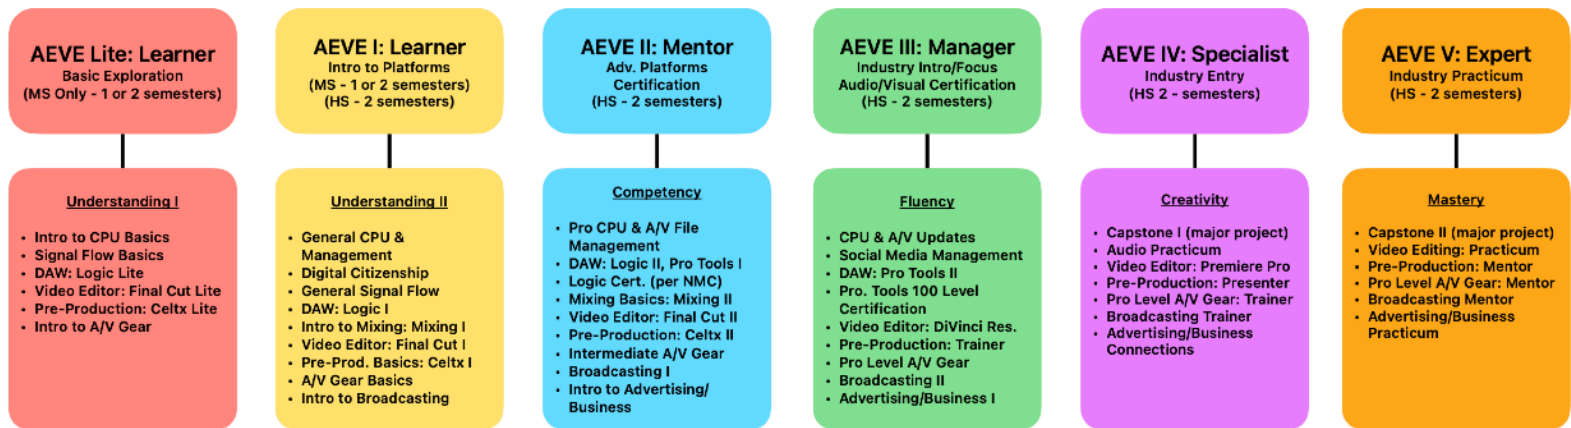 AEVE Lite: Learner
Basic Exploration
(MS Only - 1 or 2 semesters)
Understanding I
• Intro to CPU Basics
• Signal Flow Basics
• DAW: Logic Lite
• Video Editor: Final Cut Lite
• Pre-Production: Celtx Lite
• Intro to A/V Gear
AEVE I: Learner
Intro to Platforms
(MS - 1 or 2 semesters)
(HS - 2 semesters)
Understanding II
• General CPU &
Management
• Digital Citizenship
• General Signal Flow
• DAW: Logic I
• Intro to Mixing: Mixing I
• Video Editor: Final Cut I
• Pre-Prod. Basics: Celtx I
• A/V Gear Basics
• Intro to Broadcasting
AEVE II: Mentor
Adv. Platforms
Certification
(HS - 2 semesters)
Competency
• Pro CPU & A/V File
Management
• DAW: Logic II, Pro Tools I
• Logic Cert. (per NMC)
• Mixing Basics: Mixing II
• Video Editor: Final Cut II
• Pre-Production: Celtx II
• Intermediate A/V Gear
• Broadcasting I
• Intro to Advertising/
Business
AEVE III: Manager
Industry Intro/Focus
Audio/Visual Certification
(HS - 2 semesters)
Fluency
• CPU & A/V Updates
• Social Media Management
• DAW: Pro Tools II
• Pro. Tools 100 Level
Certification
• Video Editor: DiVinci Res.
• Pre-Production: Trainer
• Pro Level A/V Gear
• Broadcasting II
• Advertising/Business I
AEVE IV: Specialist
Industry Entry
(HS 2 - semesters)
Creativity
• Capstone I (major project)
• Audio Practicum
• Video Editor: Premiere Pro
• Pre-Production: Presenter
• Pro Level A/V Gear: Trainer
• Broadcasting Trainer
• Advertising/Business
Connections
AEVE V: Expert
Industry Practicum
(HS - 2 semesters)
Mastery
• Capstone II (major project)
• Video Editing: Practicum
• Pre-Production: Mentor
• Pro Level A/V Gear: Mentor
• Broadcasting Mentor
• Advertising/Business
Practicum